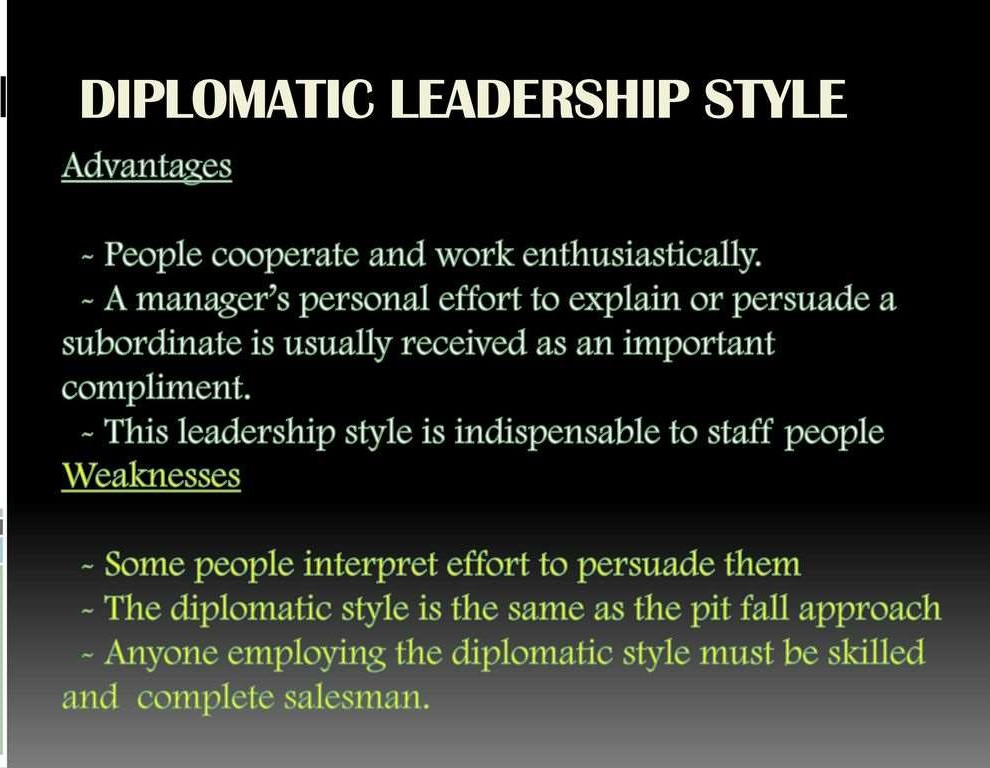 DIPLOMATIC LEADERSHIP STYLE
Advantages
~ People cooperate and work enthusiastically.
~ A manager’s personal effort to explain or persuade a
subordinate is usually received as an important
compliment.
~ This leadership style is indispensable to staff people
Weaknesses
~ Some people interpret effort to persuade them
~ The diplomatic style is the same as the pit fall approach
~ Anyone employing the diplomatic style must be skilled
and complete salesman.